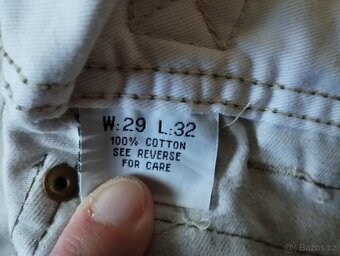 W:29 L:32
100% COTTON
SEE REVERSE
FOR CARE
Bazos.cz